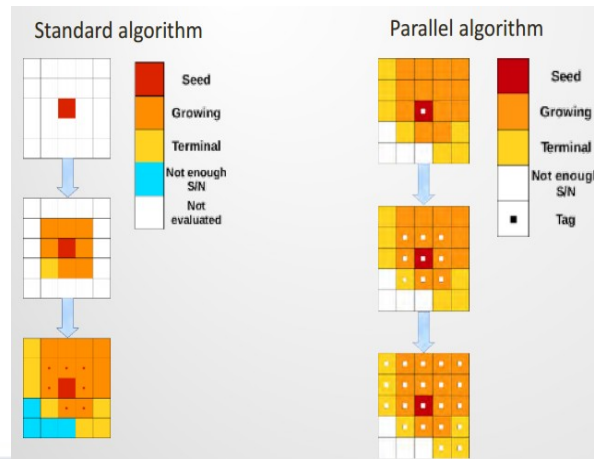 Standard algorithm
Seed
Growing
Terminal
Not enough
S/N
Not
evaluated
Parallel algorithm
Seed
Growing
Terminal
Not enough
S/N
Tag